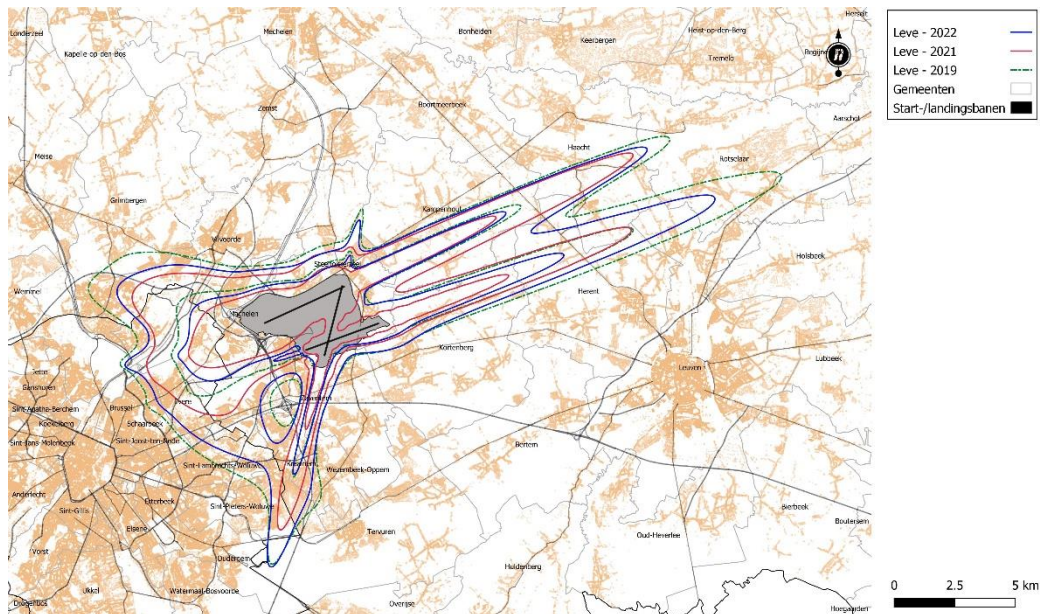 Leve - 2022
Leve - 2021
Leve - 2019
Gemeenten
Start-/landingsbanen
Londerzeel
Kapelle op den Bos
Mechelen
Bonheiden
Keerbergen
Heist-op-den-Berg
Tremelo
Herselt
Zemst
Boortmeerbeek
Aarschot
Meise
Haacht
Rotselaar
Grimbergen
Kampenhout
Vilvoorde
Holsbeek
Wemmel
Machelen
Herent
Kortenberg
Leuven
Lubbeek
Jette
Ganshoren
Sint-Agatha-Berchem
Koekelberg
Brussel
Evere
Schaarbeek
Zaventem
Sint-Jans-Molenbeek
Sint-Joost-ten-Node
Bertem
Sint-Lambrechts-Woluwe
Kraainem
Wezembeek-Oppem
Anderlecht
Etterbeek
Sint-Gillis
Sint-Pieters-Woluwe
Bierbeek
Boutersem
Elsene
Tervuren
Oud-Heverlee
Vorst
Oudergem
Huldenberg
Ukkel
Watermaal-Bosvoorde
Drogenbos
Overijse
Hoegaarden
0 2.5 5 km